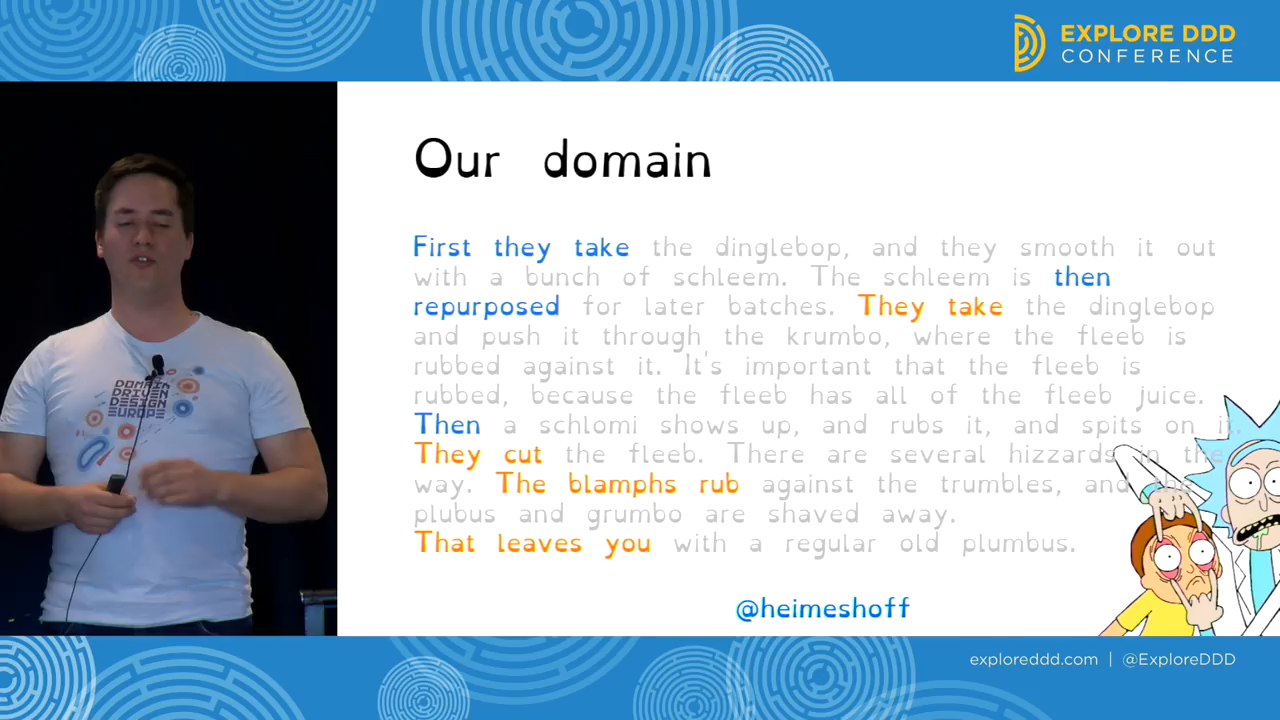 EXPLORE DDD
CONFERENCE
Our domain
First they take the dinglebop, and they smooth it out
with a bunch of schleem. The schleem is then
repurposed for later batches. They take the dinglebop
and push it through the krumbo, where the fleeb is
rubbed against it. It's important that the fleeb is
rubbed, because the fleeb has all of the fleeb juice.
Then a schlomi shows up, and rubs it, and spits on it.
They cut the fleeb. There are several hizzards in the
way. The blamphs rub against the trumbles, and the
plubus and grumbo are shaved away.
That leaves you with a regular old plumbus.
@heimeshoff
DOMAIN
DRIVEN
DESIGN
EUROPE
exploreddd.com | @ExploreDDD